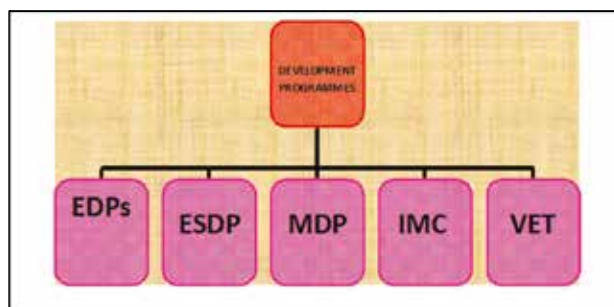 DEVELOPMENT
PROGRAMMES
EDPs
ESDP
MDP
IMC
VET